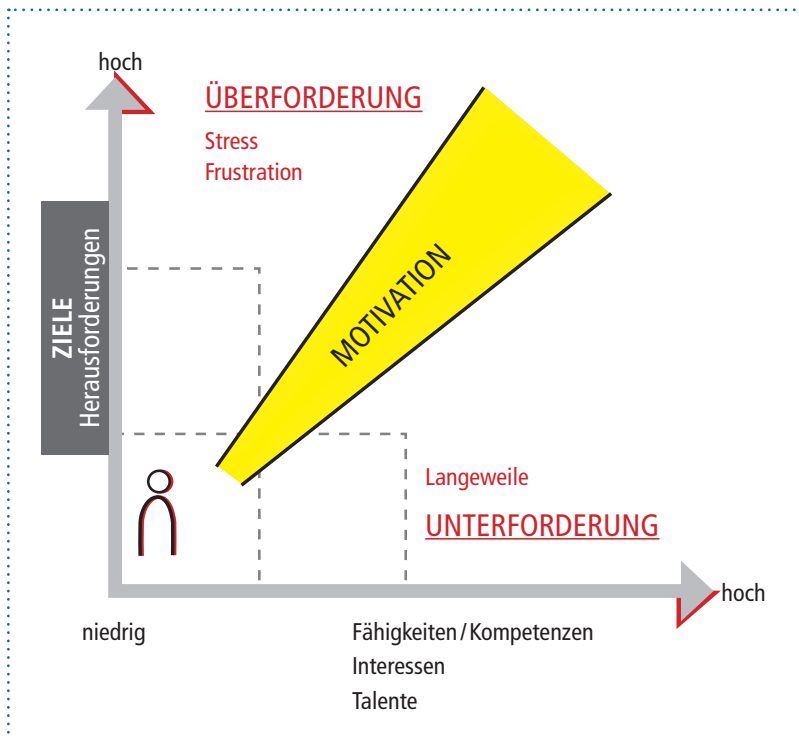 hoch
ÜBERFORDERUNG
Stress
Frustration
ZIELE
Herausforderungen
MOTIVATION
Langeweile
UNTERFORDERUNG
hoch
niedrig
Fähigkeiten / Kompetenzen
Interessen
Talente